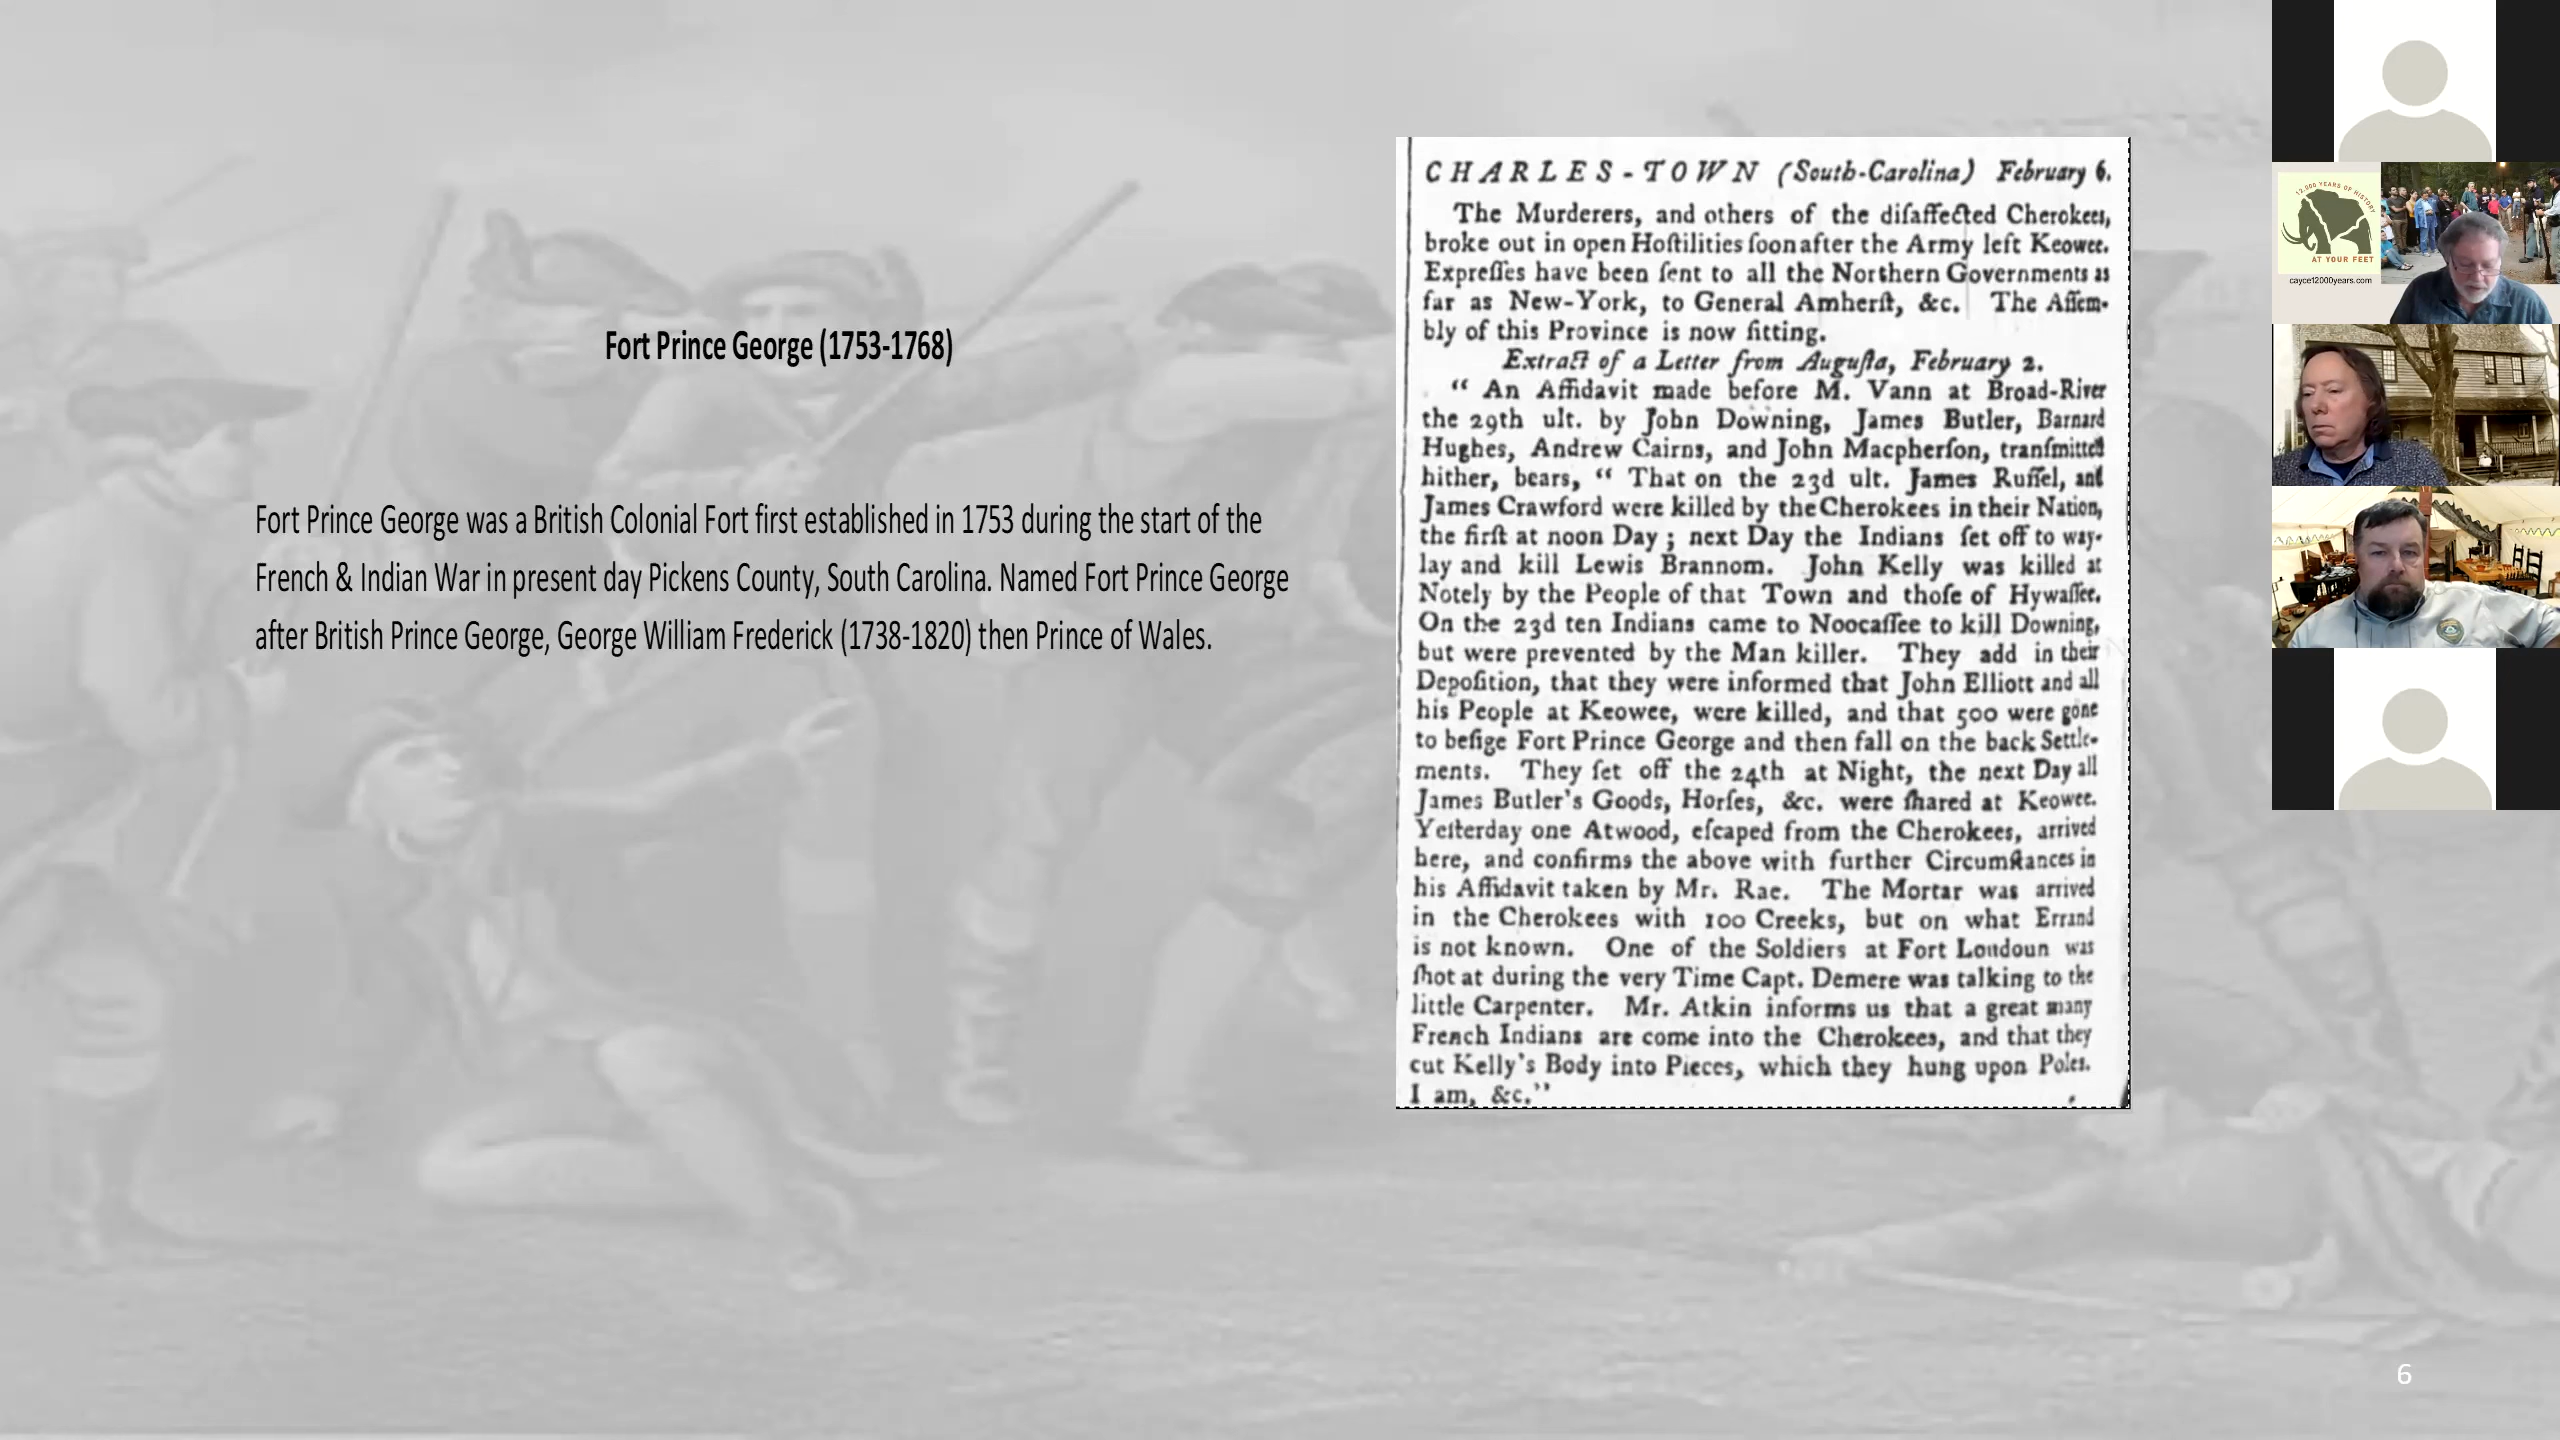 Fort Prince George (1753-1768)
Fort Prince George was a British Colonial Fort first established in 1753 during the start of the
French & Indian War in present day Pickens County, South Carolina. Named Fort Prince George
after British Prince George, George William Frederick (1738-1820) then Prince of Wales.
CHARLES-TOWN (South-Carolina) February 6.
The Murderers, and others of the diſaffected Cherokees,
broke out in open Hoſtilities ſoon after the Army left Keowee.
Expreſſes have been ſent to all the Northern Governments as
far as New-York, to General Amherſt, &c. The Aſſem-
bly of this Province is now ſitting.
Extract of a Letter from Auguſta, February 2.
“ An Affidavit made before M. Vann at Broad-River
the 29th ult. by John Downing, James Butler, Barnard
Hughes, Andrew Cairns, and John Macpherſon, tranſmitted
hither, bears, “ That on the 23d ult. James Ruſſel, and
James Crawford were killed by the Cherokees in their Nation,
the firſt at noon Day ; next Day the Indians ſet off to way-
lay and kill Lewis Brannom. John Kelly was killed at
Notely by the People of that Town and thoſe of Hywaſſee.
On the 23d ten Indians came to Noocaſſee to kill Downing,
but were prevented by the Man killer. They add in their
Depoſition, that they were informed that John Elliott and all
his People at Keowee, were killed, and that 500 were gone
to beſige Fort Prince George and then fall on the back Settle-
ments. They ſet off the 24th at Night, the next Day all
James Butler's Goods, Horſes, &c. were ſhared at Keowee.
Yeſterday one Atwood, eſcaped from the Cherokees, arrived
here, and confirms the above with further Circumſtances in
his Affidavit taken by Mr. Rae. The Mortar was arrived
in the Cherokees with 100 Creeks, but on what Errand
is not known. One of the Soldiers at Fort Loudoun was
ſhot at during the very Time Capt. Demere was talking to the
little Carpenter. Mr. Atkin informs us that a great many
French Indians are come into the Cherokees, and that they
cut Kelly's Body into Pieces, which they hung upon Poles.
I am, &c.”
12,000 YEARS OF HISTORY
AT YOUR FEET
cayce12000years.com
6